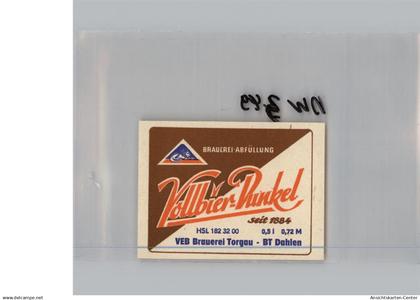 BRAUEREI-ABFÜLLUNG
Vollbier-Dunkel
seit 1884
HSL 182 32 00 0,5 l 0,72 M
VEB Brauerei Torgau - BT Dahlen
Ansichtskarten-Center